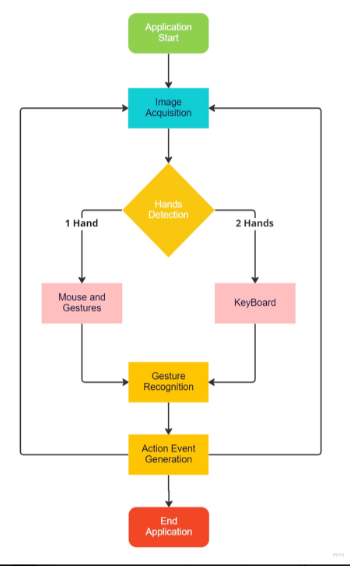 Application
Start
Image
Acquisition
Hands
Detection
1 Hand
2 Hands
Mouse and
Gestures
KeyBoard
Gesture
Recognition
Action Event
Generation
End
Application